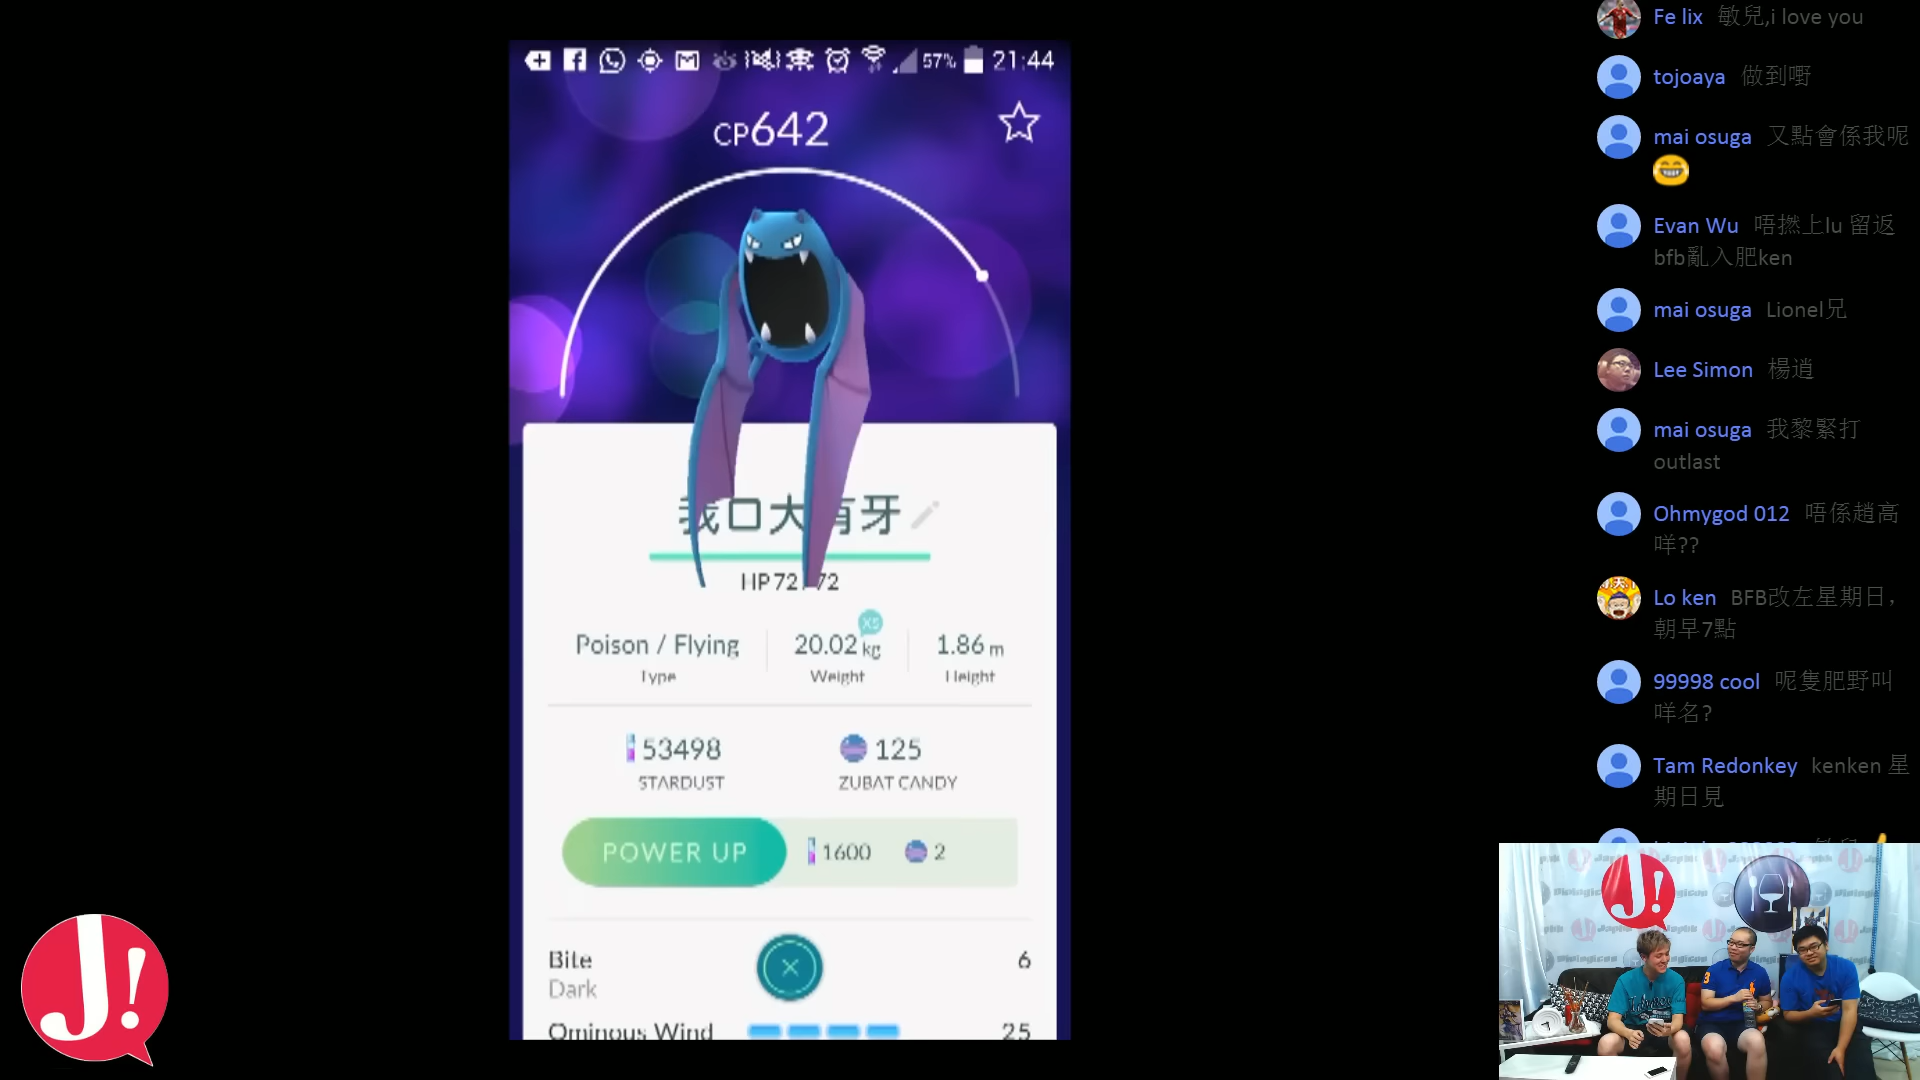 57% 21:44
CP642
我口大有牙
HP 72 / 72
Poison / Flying
Type
XS
20.02 kg
Weight
1.86 m
Height
53498
STARDUST
125
ZUBAT CANDY
POWER UP 1600 2
Bite 6
Dark
Ominous Wind 25
Fe lix 敏兒,i love you
tojoaya 做到嘢
mai osuga 又點會係我呢
Evan Wu 唔撚上lu 留返
bfb亂入肥ken
mai osuga Lionel兄
Lee Simon 楊逍
mai osuga 我黎緊打
outlast
Ohmygod 012 唔係趙高
咩??
Lo ken BFB改左星期日,
朝早7點
99998 cool 呢隻肥野叫
咩名?
Tam Redonkey kenken 星
期日見
J!
J!